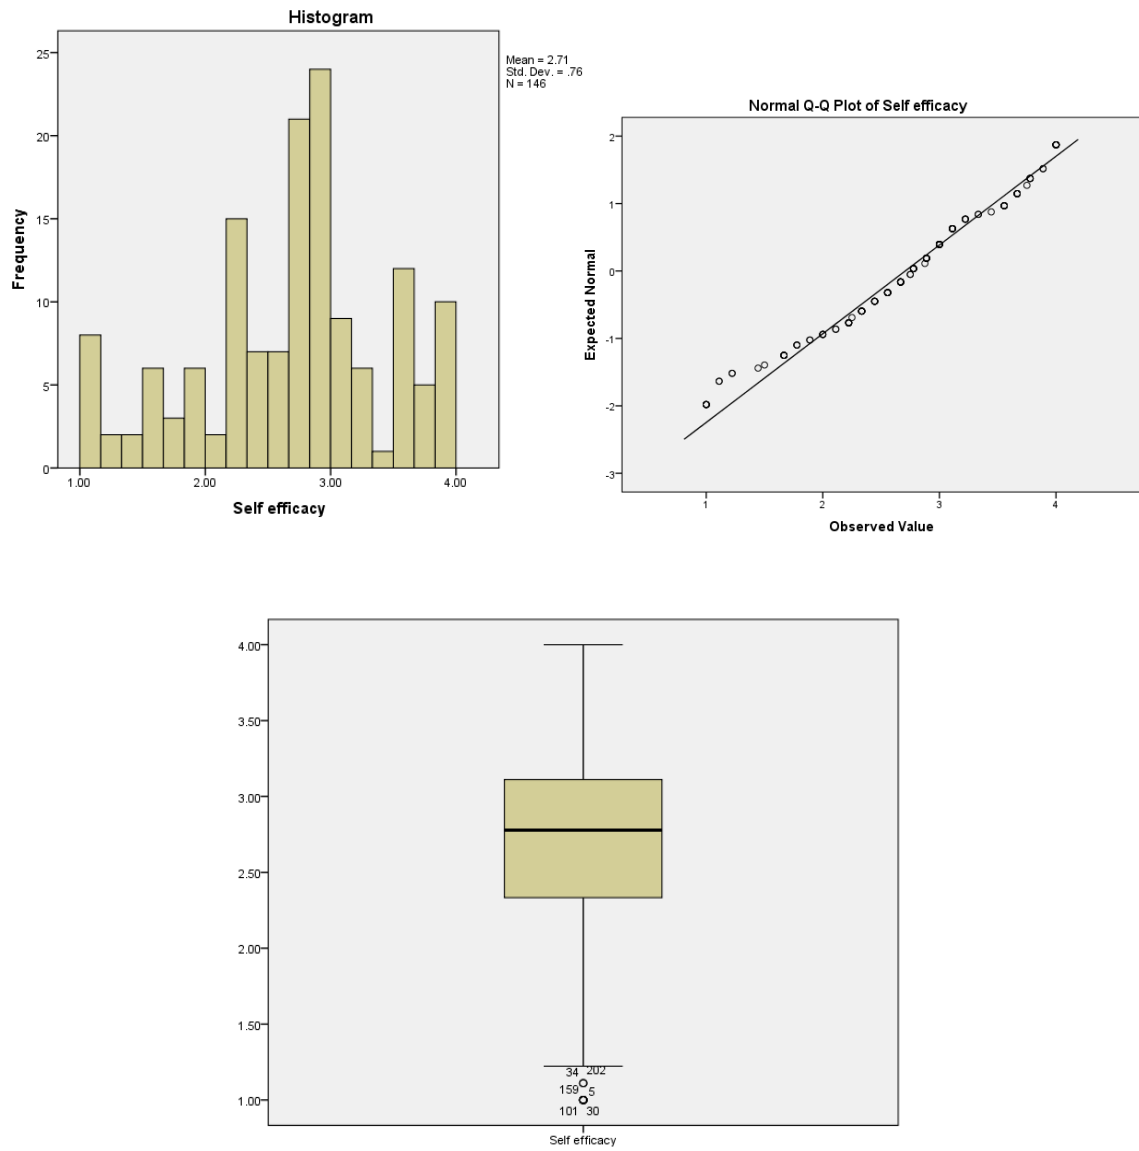 Histogram
Mean = 2.71
Std. Dev. = .76
N = 146
Frequency
25
20
15
10
5
0
1.00 2.00 3.00 4.00
Self efficacy
Normal Q-Q Plot of Self efficacy
Expected Normal
2
1
0
-1
-2
-3
1 2 3 4
Observed Value
4.00
3.50
3.00
2.50
2.00
1.50
1.00
34 202
159 5
101 30
Self efficacy